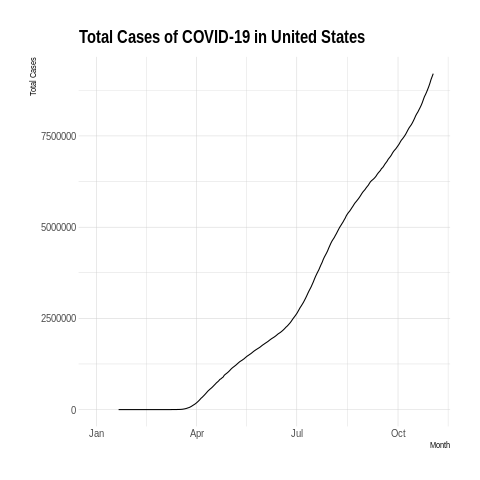 Total Cases of COVID-19 in United States
Total Cases
7500000
5000000
2500000
0
Jan Apr Jul Oct
Month